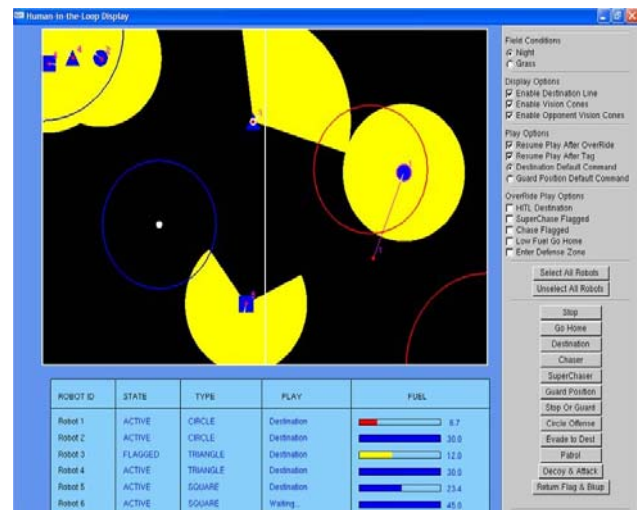 Human-in-the-Loop Display
Field Conditions
Night
Grass
Display Options
Enable Destination Line
Enable Vision Cones
Enable Opponent Vision Cones
Play Options
Resume Play After OverRide
Resume Play After Tag
Destination Default Command
Guard Position Default Command
OverRide Play Options
HITL Destination
SuperChase Flagged
Chase Flagged
Low Fuel Go Home
Enter Defense Zone
Select All Robots
Unselect All Robots
Stop
Go Home
Destination
Chaser
SuperChaser
Guard Position
Stop Or Guard
Circle Offense
Evade to Dest
Patrol
Decoy & Attack
Return Flag & Bkup
ROBOT ID STATE TYPE PLAY FUEL
Robot 1 ACTIVE CIRCLE Destination 6.7
Robot 2 ACTIVE CIRCLE Destination 30.0
Robot 3 FLAGGED TRIANGLE Destination 12.0
Robot 4 ACTIVE TRIANGLE Destination 30.0
Robot 5 ACTIVE SQUARE Destination 23.4
Robot 6 ACTIVE SQUARE Waiting... 45.0